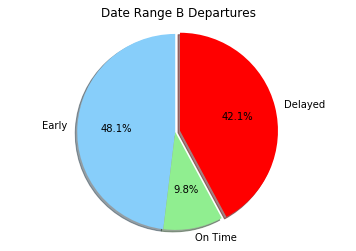 Date Range B Departures
Delayed
42.1%
Early
48.1%
9.8%
On Time